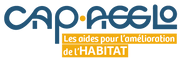 CAP·AGGLO
Les aides pour l'amélioration
de l'HABITAT